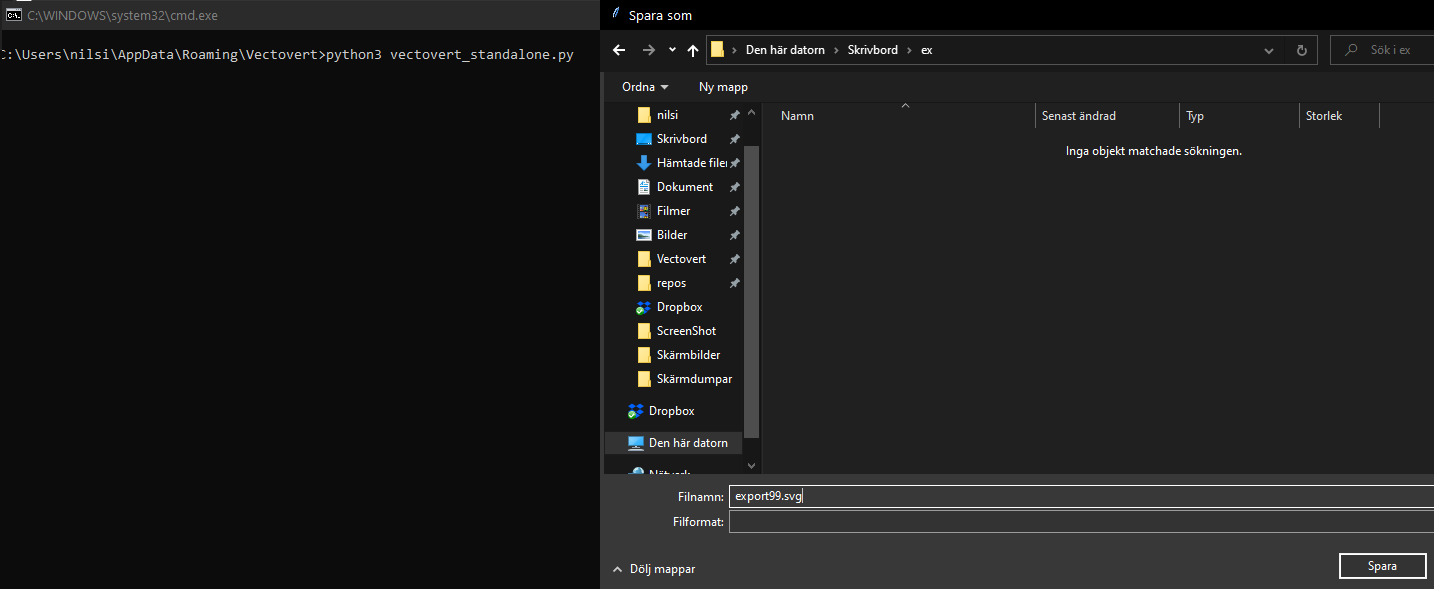 C:\WINDOWS\system32\cmd.exe
C:\Users\nilsi\AppData\Roaming\Vectovert>python3 vectovert_standalone.py
Spara som
Den här datorn › Skrivbord › ex
Sök i ex
Ordna
Ny mapp
nilsi
Skrivbord
Hämtade filer
Dokument
Filmer
Bilder
Vectovert
repos
Dropbox
ScreenShot
Skärmbilder
Skärmdumpar
Dropbox
Den här datorn
Nätverk
Namn
Senast ändrad
Typ
Storlek
Inga objekt matchade sökningen.
Filnamn: export99.svg
Filformat:
Dölj mappar
Spara